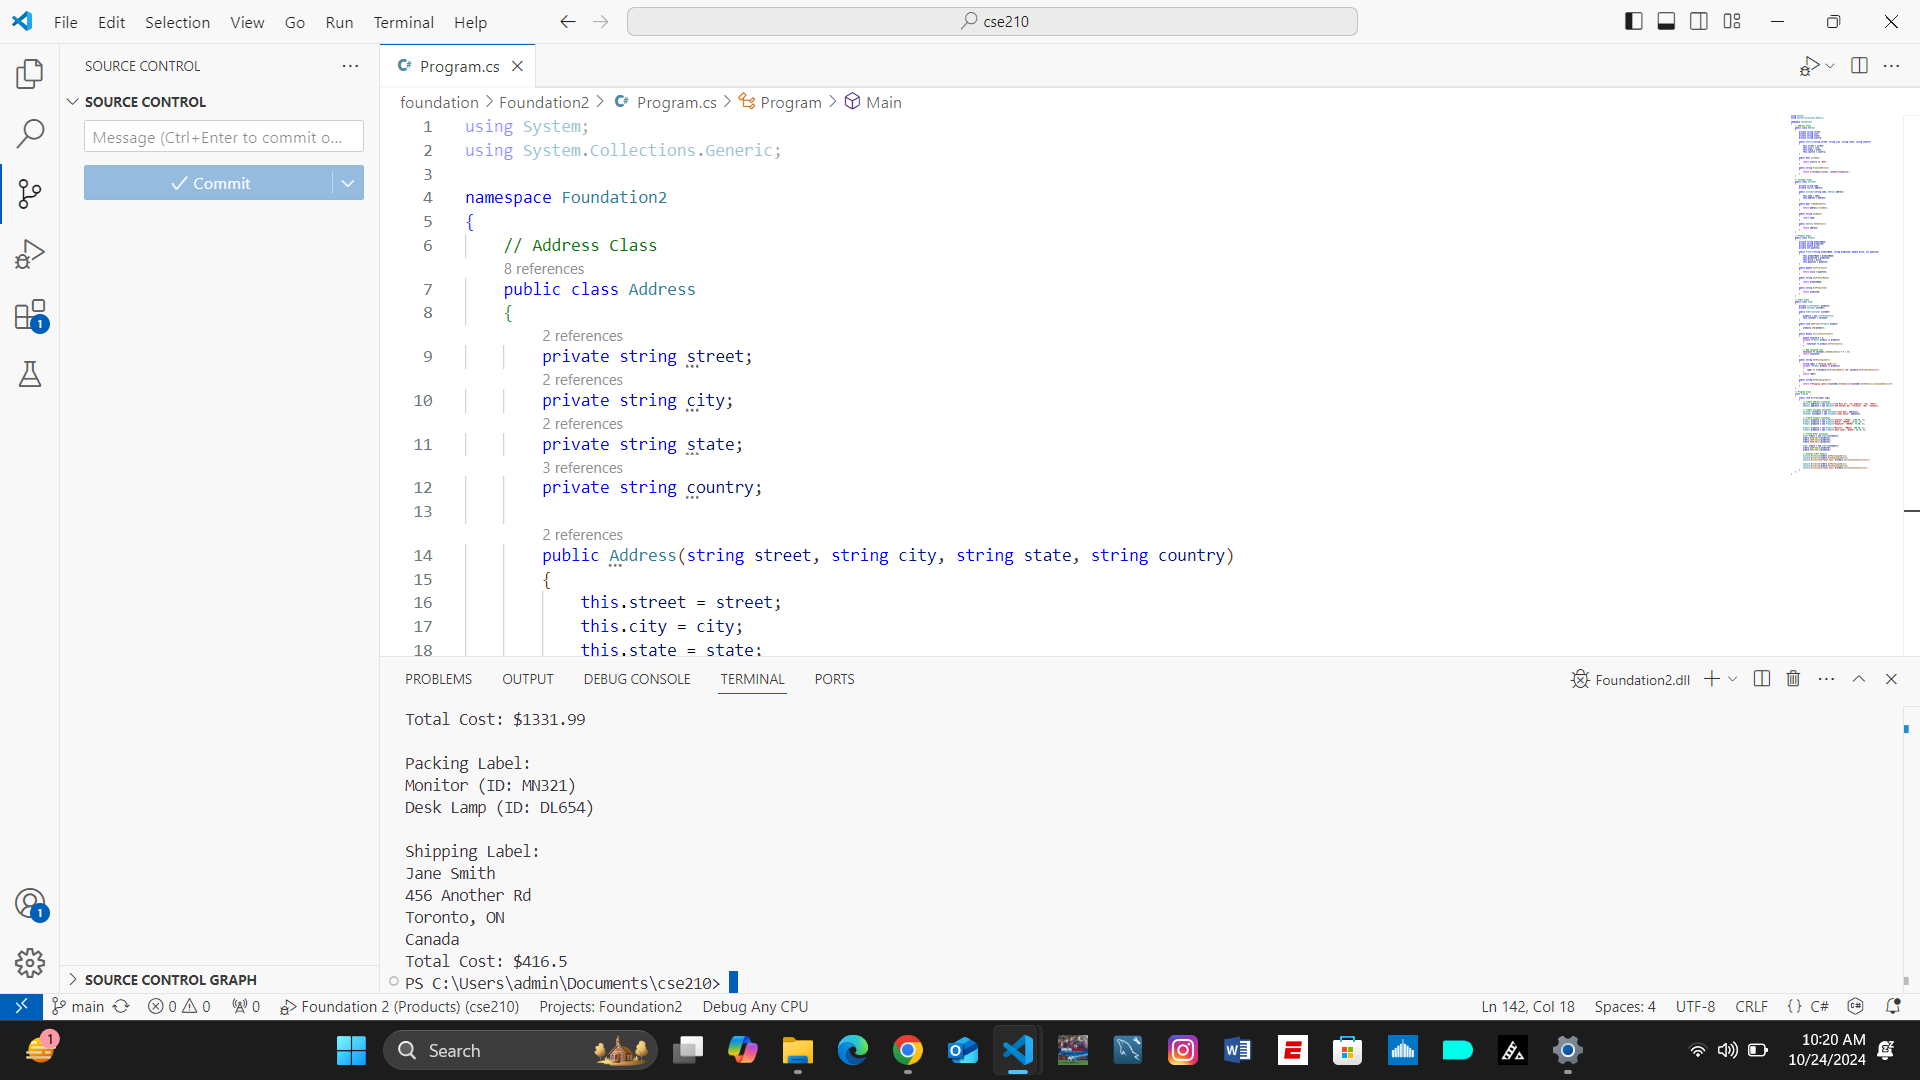 File Edit Selection View Go Run Terminal Help
cse210
SOURCE CONTROL
SOURCE CONTROL
Message (Ctrl+Enter to commit o...
Commit
1
1
SOURCE CONTROL GRAPH
Program.cs
foundation > Foundation2 > Program.cs > Program > Main
1 using System;
2 using System.Collections.Generic;
3
4 namespace Foundation2
5 {
6 // Address Class
8 references
7 public class Address
8 {
2 references
9 private string street;
2 references
10 private string city;
2 references
11 private string state;
3 references
12 private string country;
13
2 references
14 public Address(string street, string city, string state, string country)
15 {
16 this.street = street;
17 this.city = city;
18 this.state = state;
PROBLEMS OUTPUT DEBUG CONSOLE TERMINAL PORTS
Foundation2.dll
Total Cost: $1331.99
Packing Label:
Monitor (ID: MN321)
Desk Lamp (ID: DL654)
Shipping Label:
Jane Smith
456 Another Rd
Toronto, ON
Canada
Total Cost: $416.5
PS C:\Users\admin\Documents\cse210>
main 0 0 0 Foundation 2 (Products) (cse210) Projects: Foundation2 Debug Any CPU Ln 142, Col 18 Spaces: 4 UTF-8 CRLF {} C#
1
Search
10:20 AM
10/24/2024